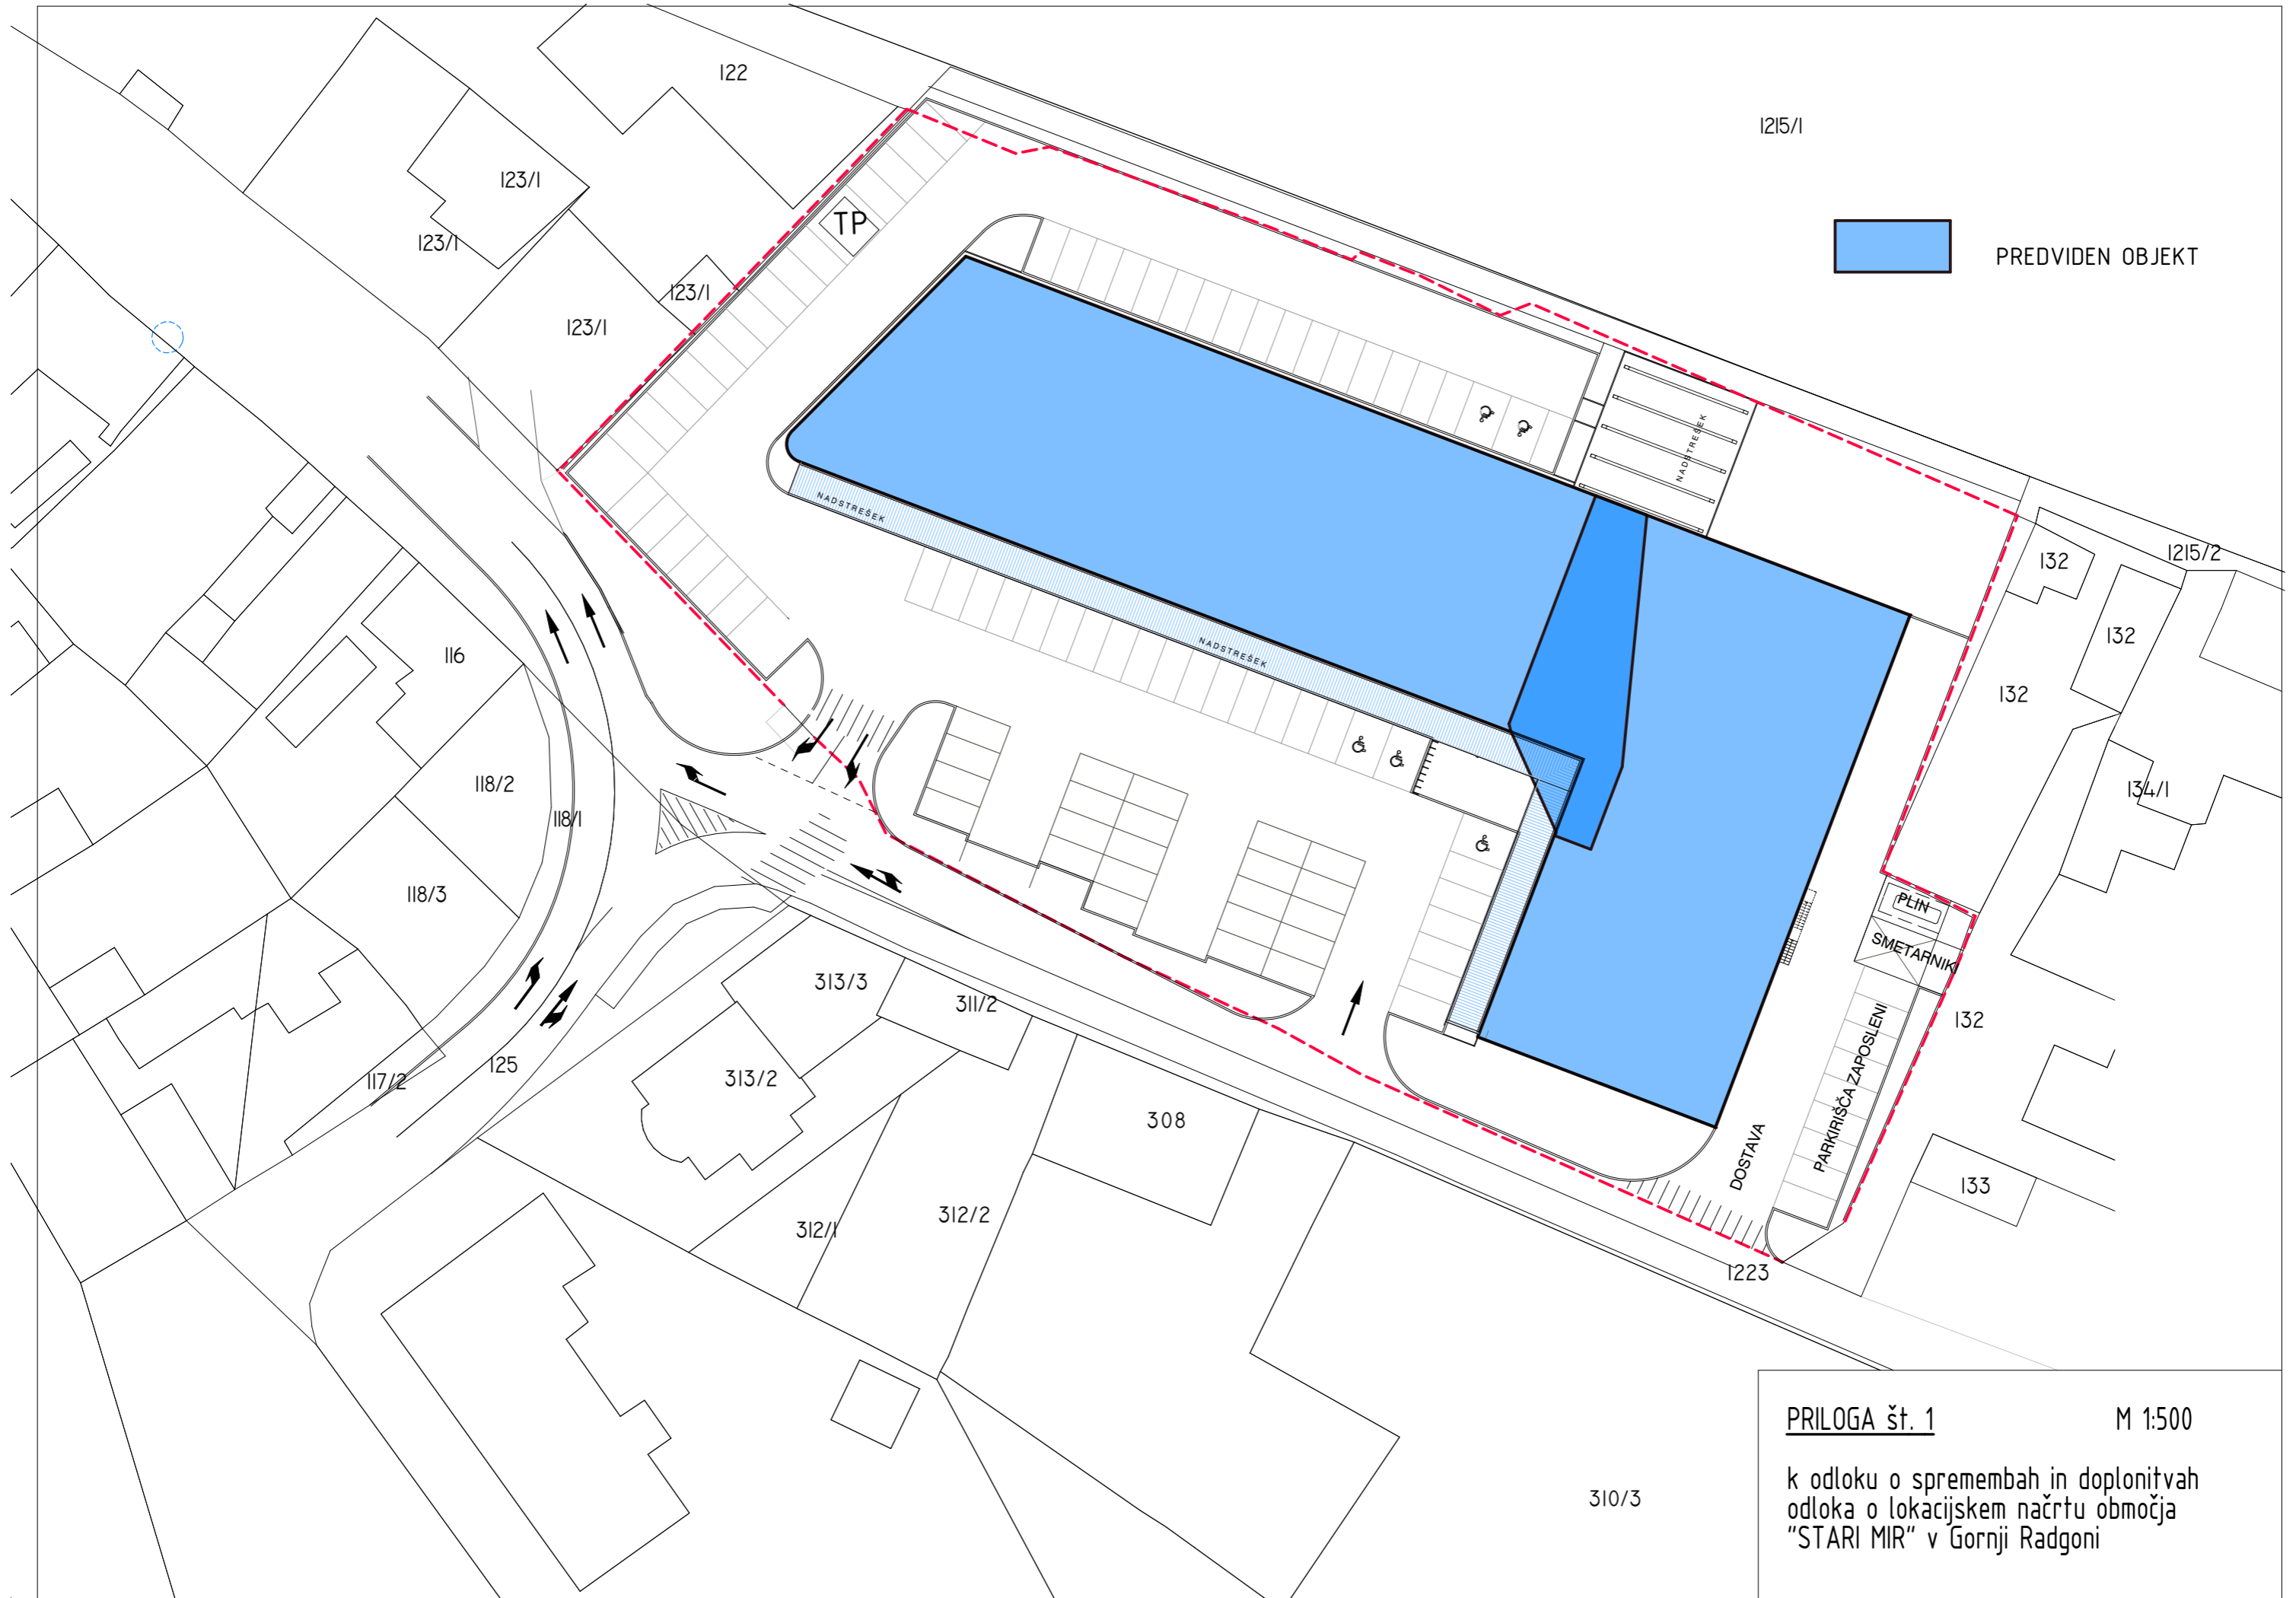 122
1215/1
123/1
TP
123/1
PREDVIDEN OBJEKT
123/1
123/1
NADSTREŠEK
NADSTREŠEK
1215/2
132
132
NADSTREŠEK
116
132
118/2
134/1
118/1
118/3
PLIN
SMETARNIK
313/3
311/2
132
125
117/2
313/2
PARKIRIŠČA ZAPOSLENI
308
DOSTAVA
133
312/2
312/1
1223
PRILOGA št. 1
M 1:500
k odloku o spremembah in doplonitvah
odloka o lokacijskem načrtu območja
"STARI MIR" v Gornji Radgoni
310/3